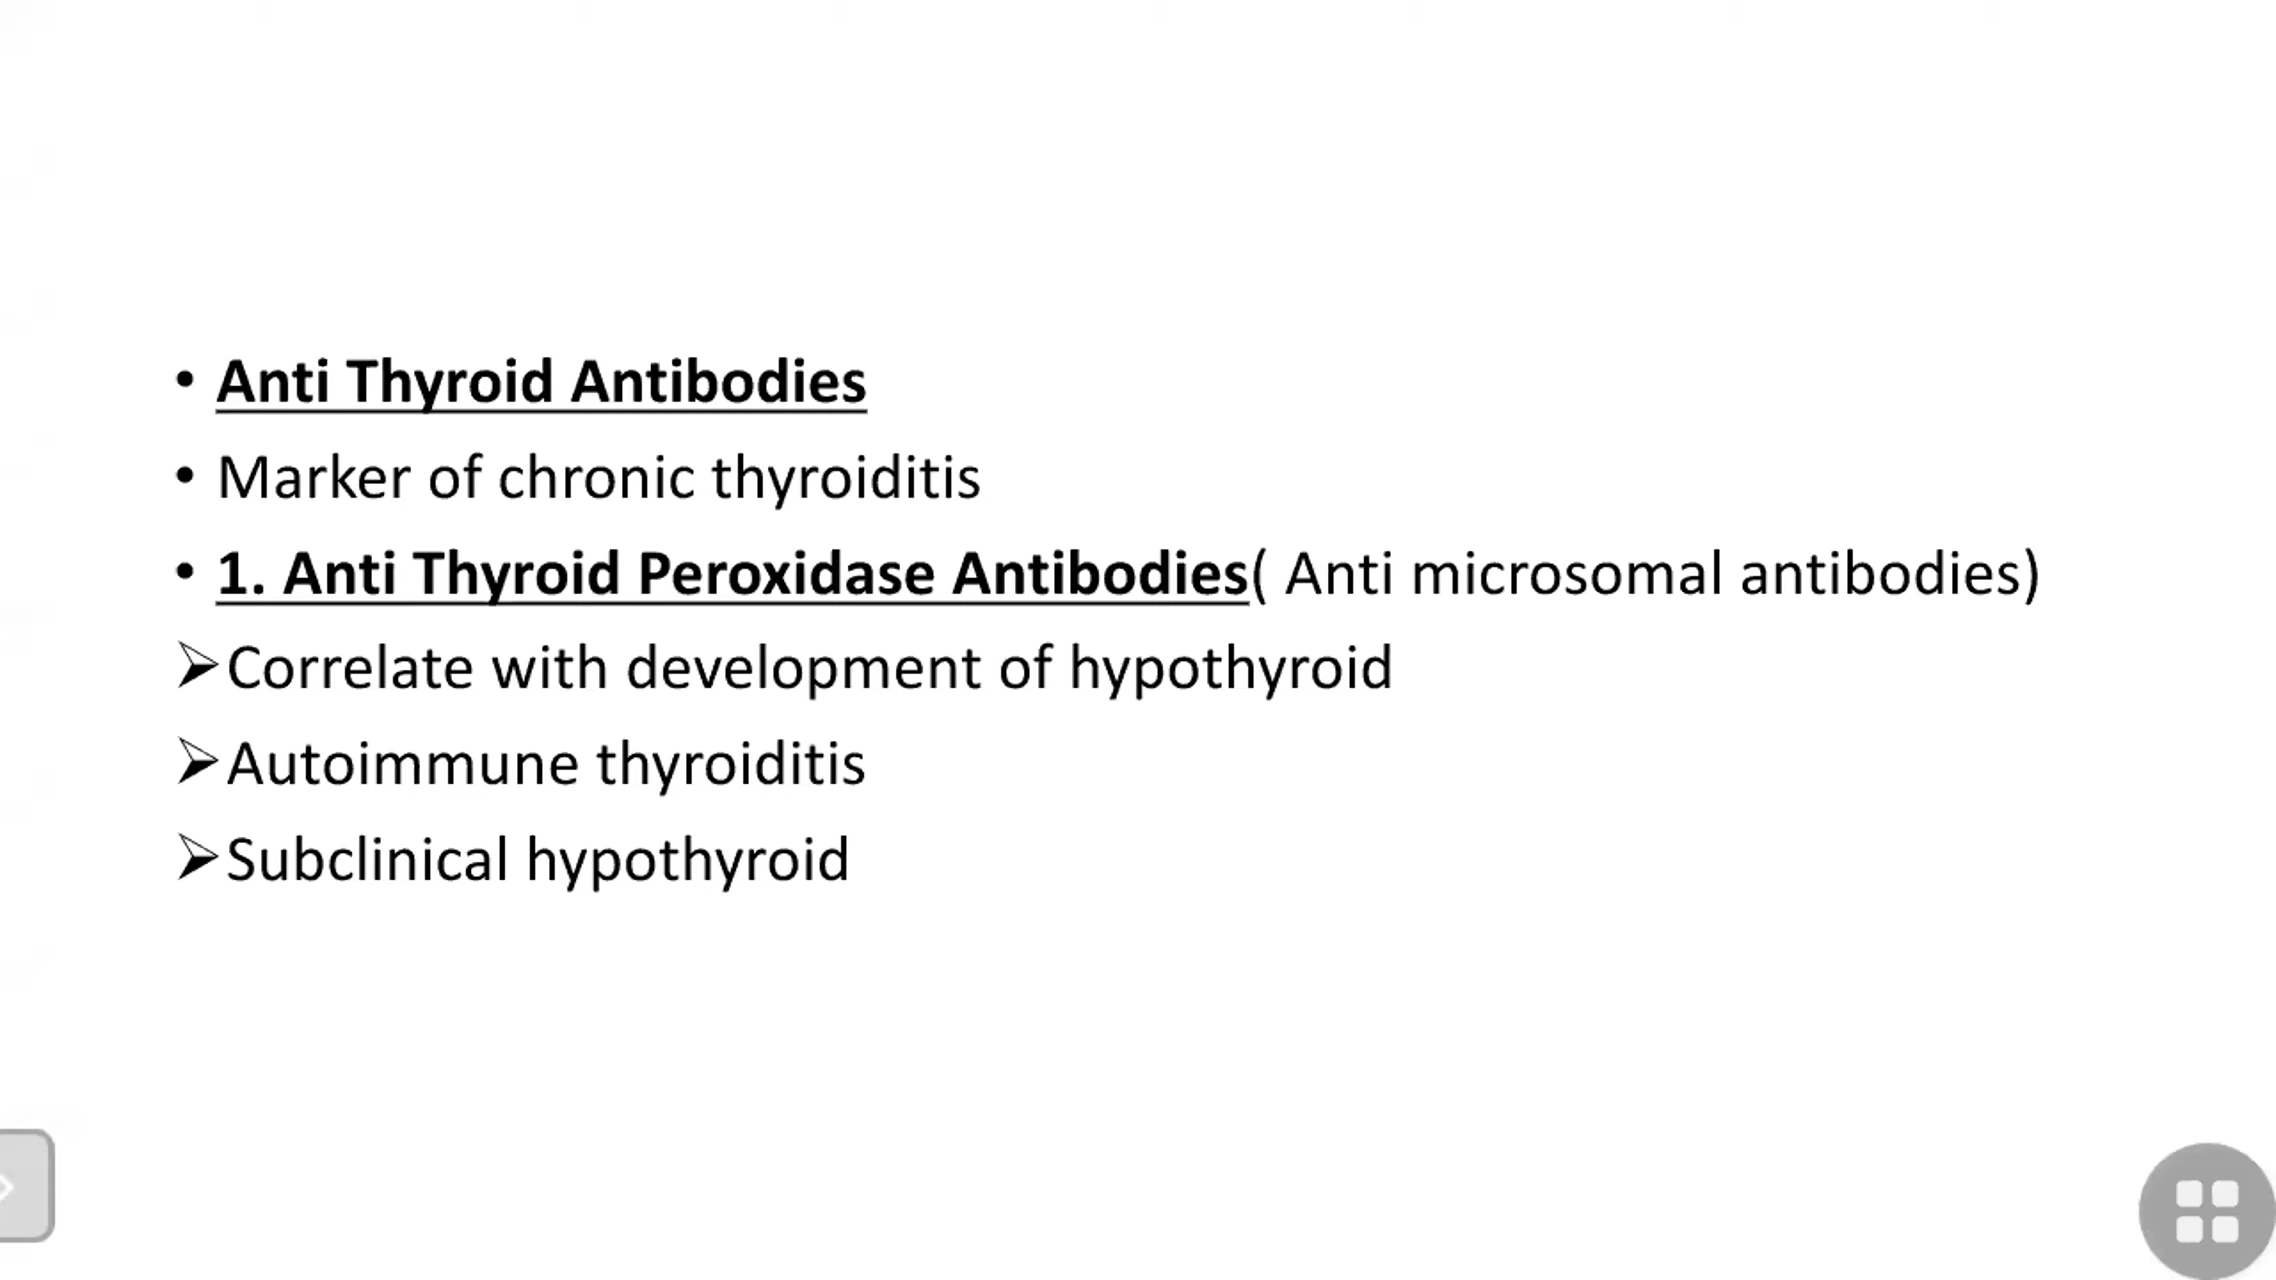 • Anti Thyroid Antibodies
• Marker of chronic thyroiditis
• 1. Anti Thyroid Peroxidase Antibodies( Anti microsomal antibodies)
➢Correlate with development of hypothyroid
➢Autoimmune thyroiditis
➢Subclinical hypothyroid